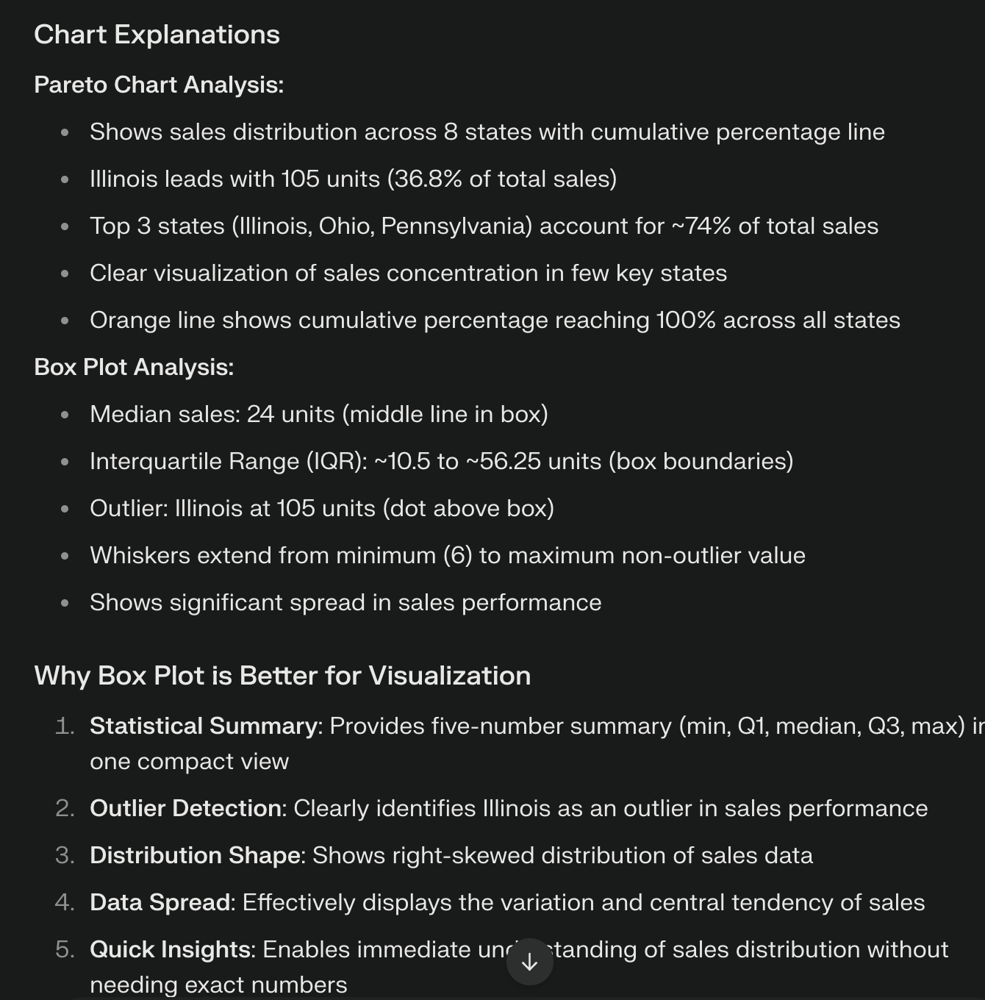 Chart Explanations
Pareto Chart Analysis:
• Shows sales distribution across 8 states with cumulative percentage line
• Illinois leads with 105 units (36.8% of total sales)
• Top 3 states (Illinois, Ohio, Pennsylvania) account for ~74% of total sales
• Clear visualization of sales concentration in few key states
• Orange line shows cumulative percentage reaching 100% across all states
Box Plot Analysis:
• Median sales: 24 units (middle line in box)
• Interquartile Range (IQR): ~10.5 to ~56.25 units (box boundaries)
• Outlier: Illinois at 105 units (dot above box)
• Whiskers extend from minimum (6) to maximum non-outlier value
• Shows significant spread in sales performance
Why Box Plot is Better for Visualization
1. Statistical Summary: Provides five-number summary (min, Q1, median, Q3, max)
one compact view
2. Outlier Detection: Clearly identifies Illinois as an outlier in sales performance
3. Distribution Shape: Shows right-skewed distribution of sales data
4. Data Spread: Effectively displays the variation and central tendency of sales
5. Quick Insights: Enables immediate of sales distribution without
needing exact numbers